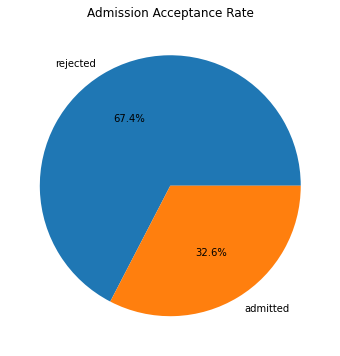 Admission Acceptance Rate
rejected
67.4%
32.6%
admitted